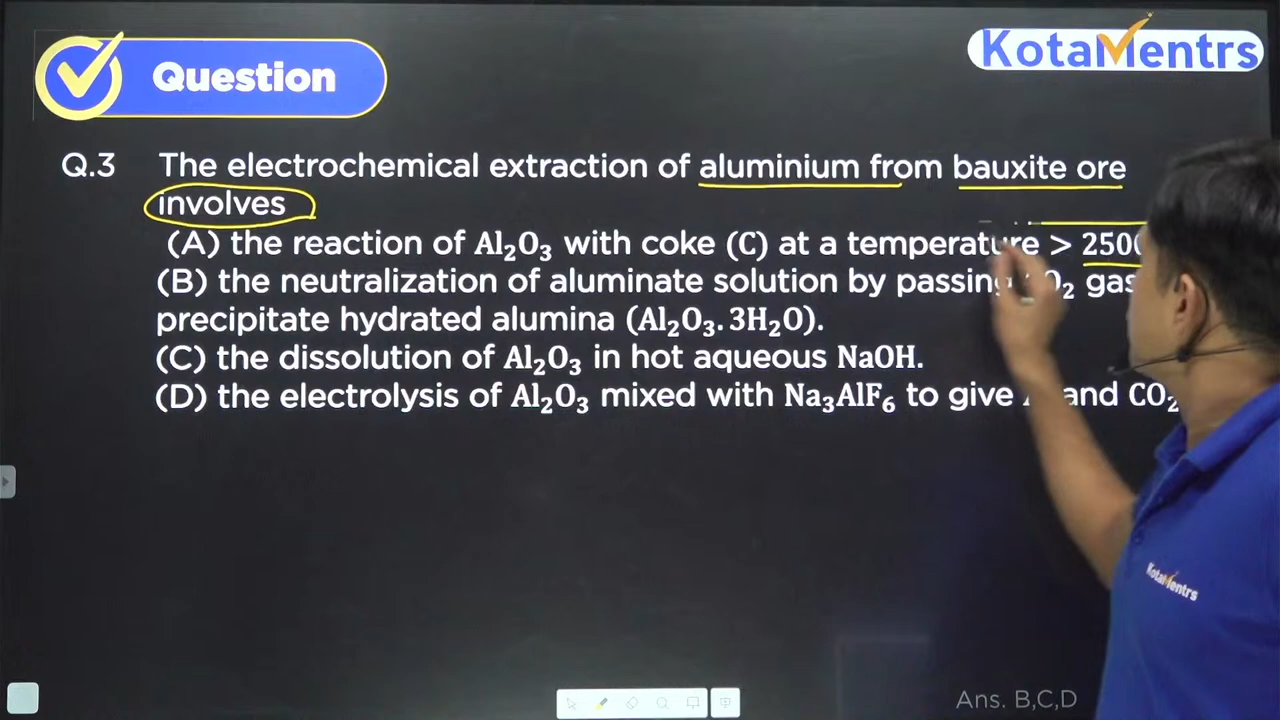 Question
KotaMentrs
Q.3 The electrochemical extraction of aluminium from bauxite ore
involves
(A) the reaction of Al₂O₃ with coke (C) at a temperature >
(B) the neutralization of aluminate solution by passing gas
precipitate hydrated alumina (Al₂O₃.3H₂O).
(C) the dissolution of Al₂O₃ in hot aqueous NaOH.
(D) the electrolysis of Al₂O₃ mixed with Na₃AlF₆ to give and CO₂
KotaMentrs
Ans. B,C,D